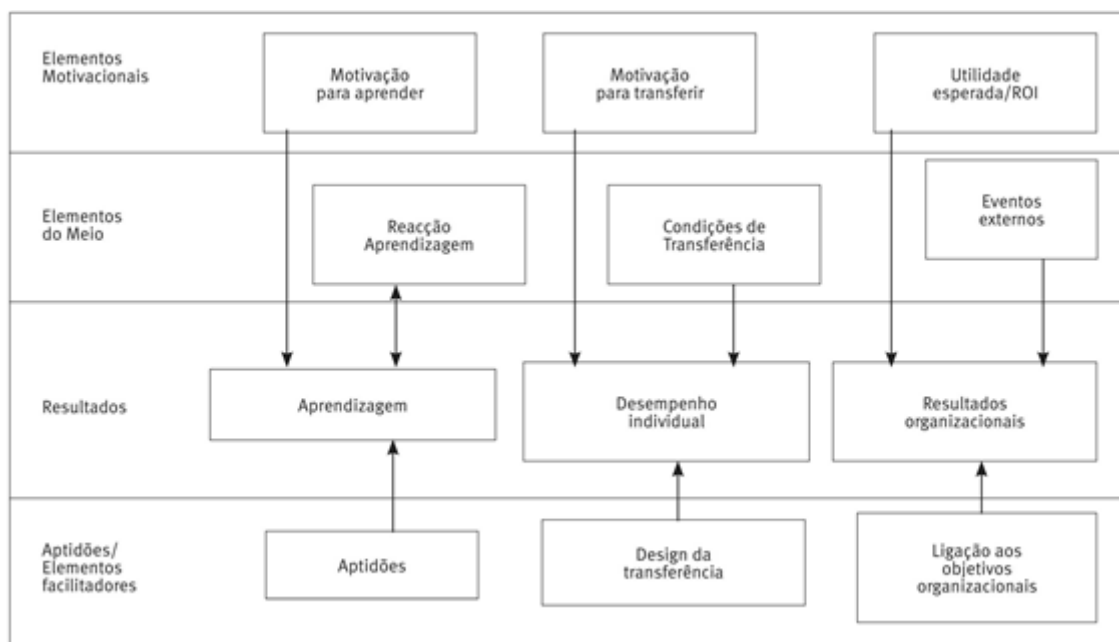 Elementos
Motivacionais
Motivação
para aprender
Motivação
para transferir
Utilidade
esperada/ROI
Elementos
do Meio
Reacção
Aprendizagem
Condições de
Transferência
Eventos
externos
Resultados
Aprendizagem
Desempenho
individual
Resultados
organizacionais
Aptidões/
Elementos
facilitadores
Aptidões
Design da
transferência
Ligação aos
objetivos
organizacionais